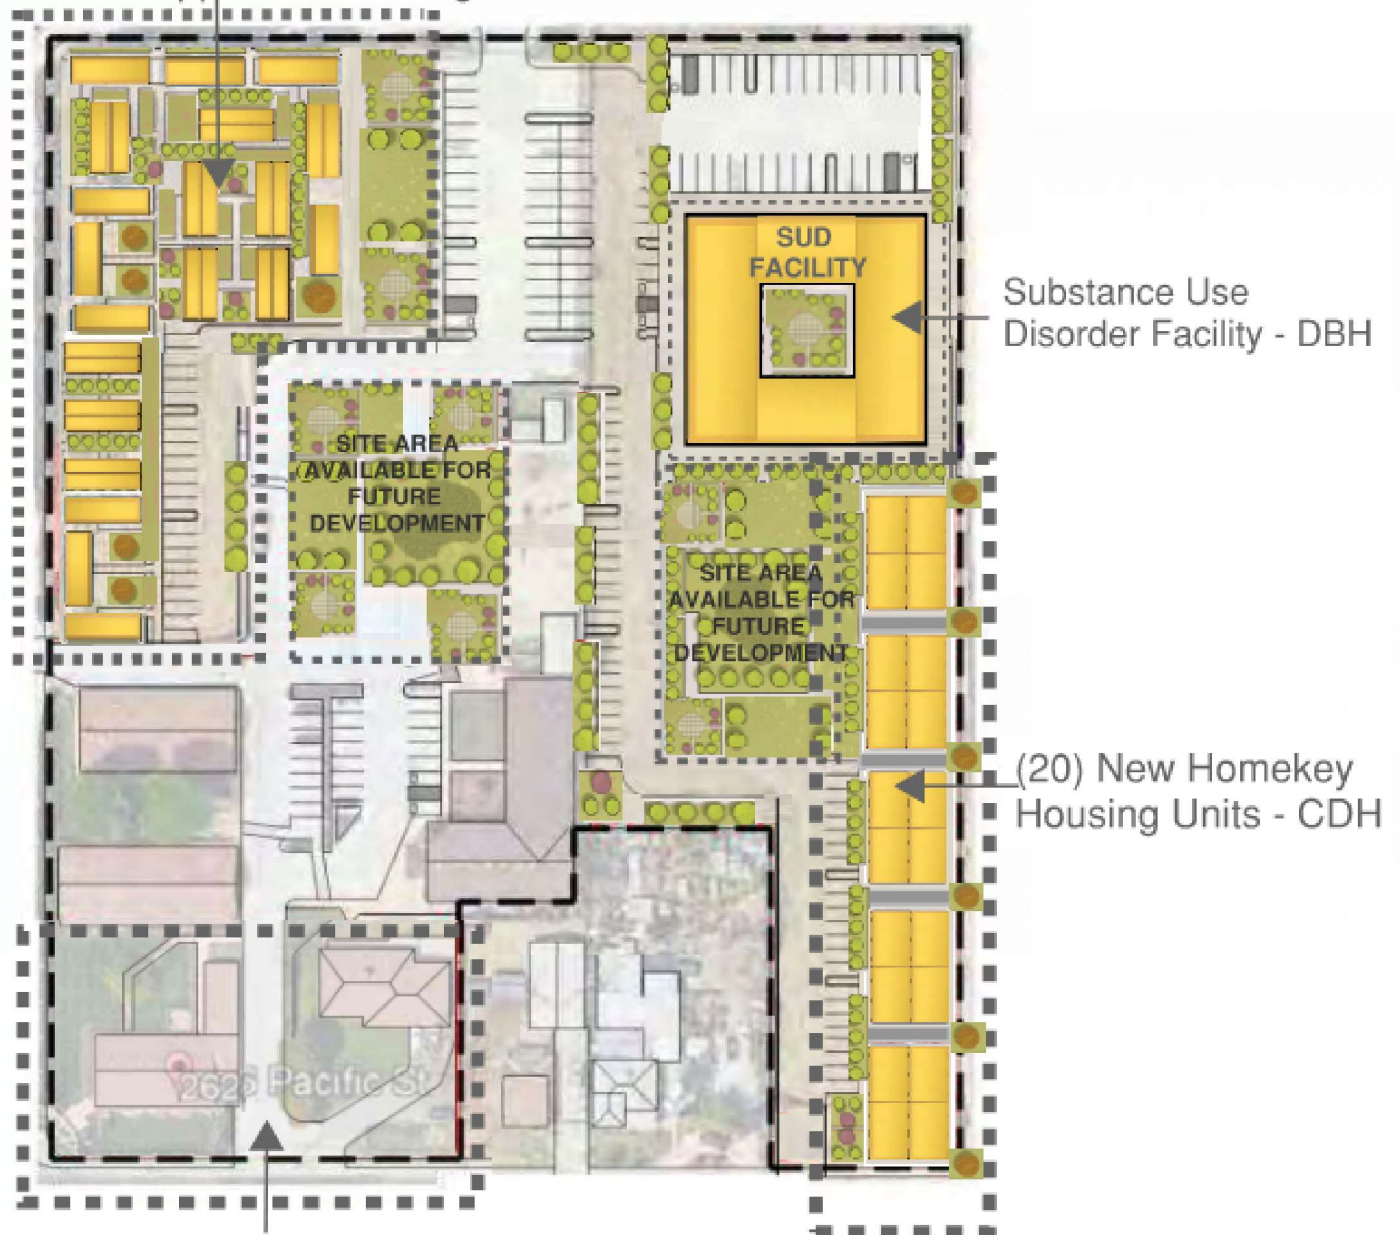 SUD
FACILITY
Substance Use
Disorder Facility - DBH
SITE AREA
AVAILABLE FOR
FUTURE
DEVELOPMENT
SITE AREA
AVAILABLE FOR
FUTURE
DEVELOPMENT
(20) New Homekey
Housing Units - CDH
2625 Pacific St